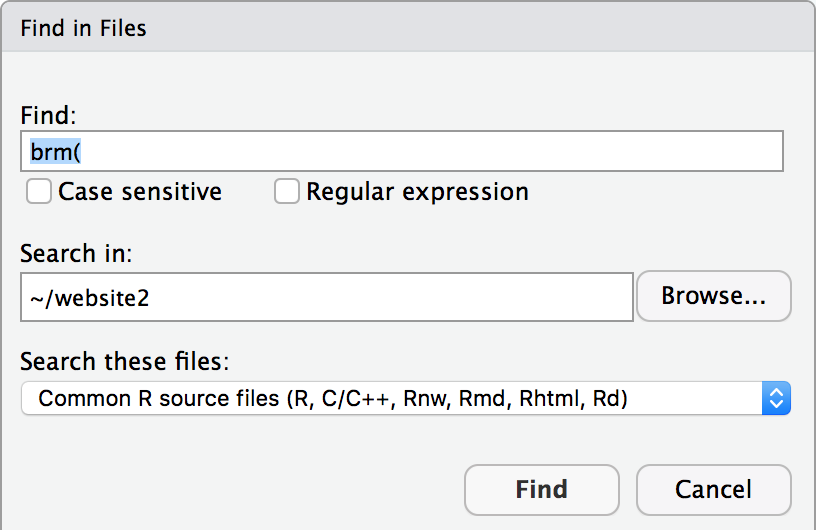 Find in Files
Find:
brm(
Case sensitive Regular expression
Search in:
~/website2 Browse...
Search these files:
Common R source files (R, C/C++, Rnw, Rmd, Rhtml, Rd)
Find Cancel